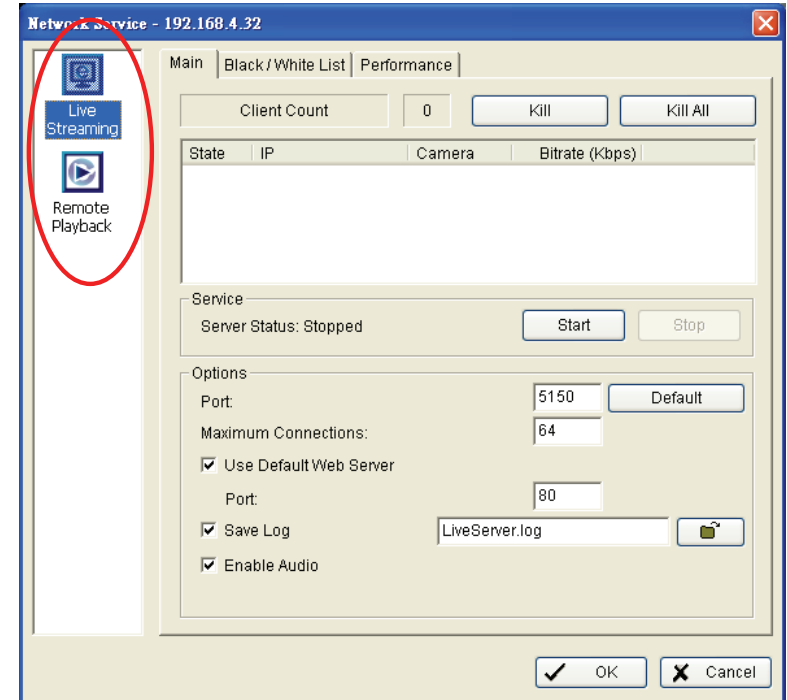 Network Service - 192.168.4.32
Live
Streaming
Remote
Playback
Main
Black / White List
Performance
Client Count
0
Kill
Kill All
State
IP
Camera
Bitrate (Kbps)
Service
Server Status: Stopped
Start
Stop
Options
Port:
5150
Default
Maximum Connections:
64
Use Default Web Server
Port:
80
Save Log
LiveServer.log
Enable Audio
OK
Cancel